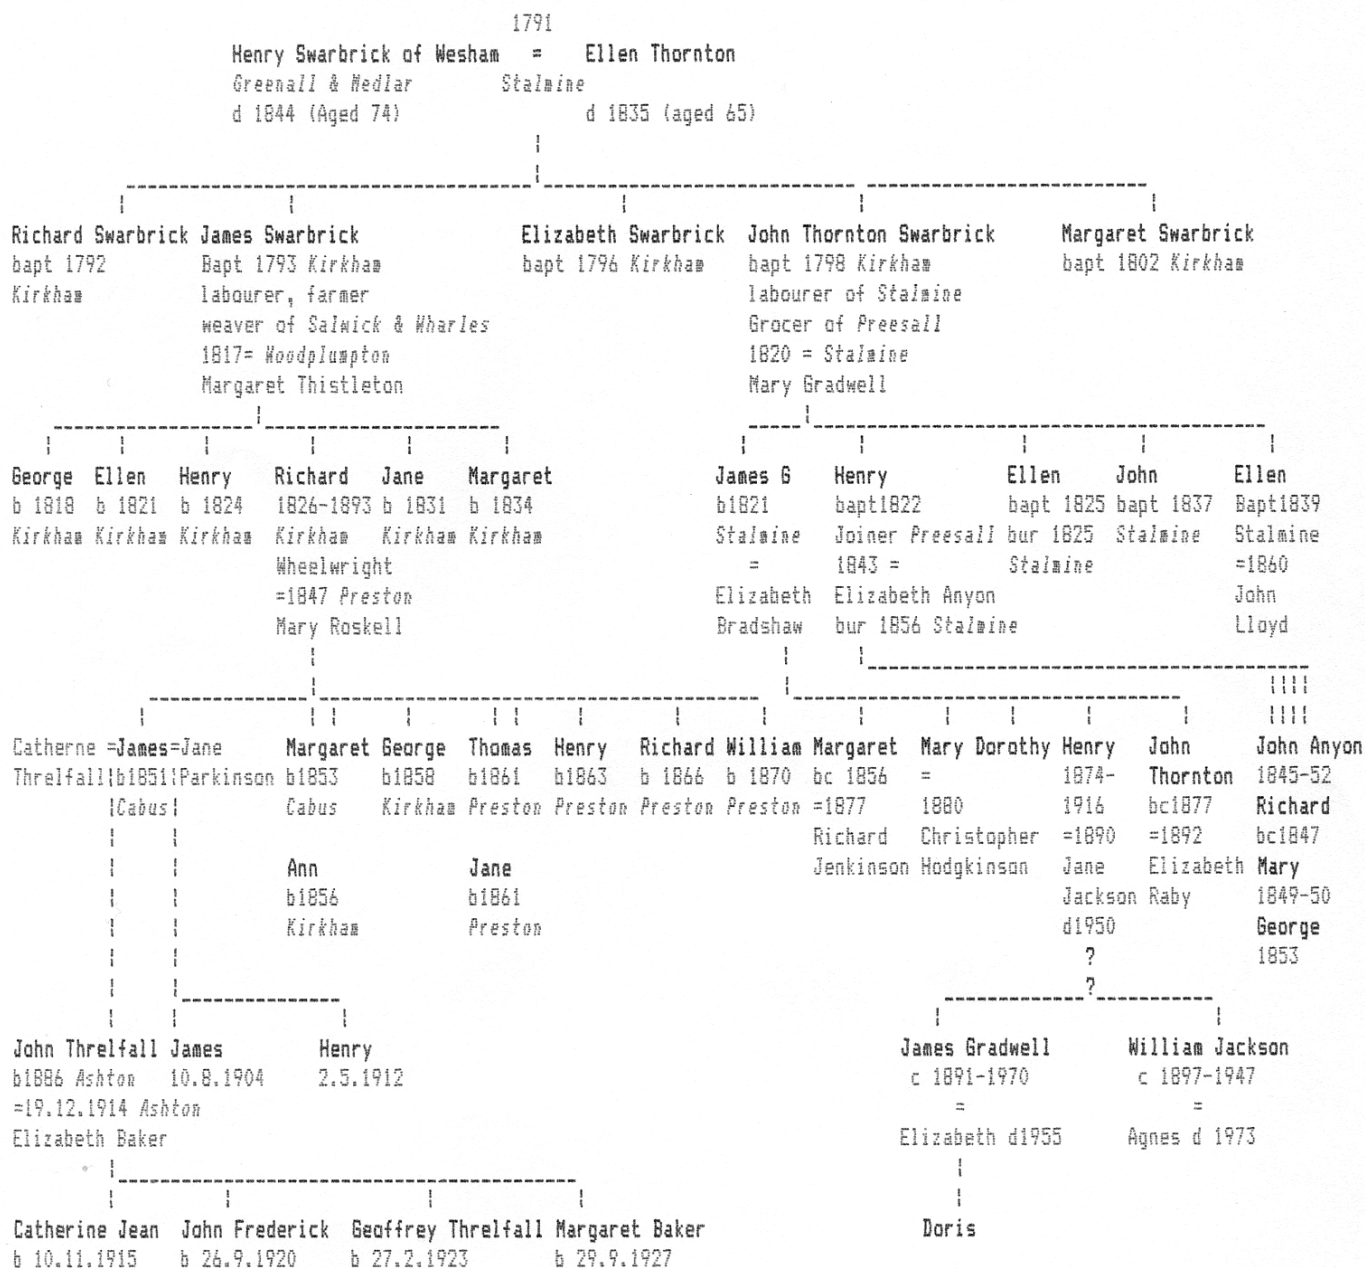 1791
Henry Swarbrick of Wesham = Ellen Thornton
Greenall & Medlar Stalmine
d 1844 (Aged 74) d 1835 (aged 65)
Richard Swarbrick James Swarbrick Elizabeth Swarbrick John Thornton Swarbrick Margaret Swarbrick
bapt 1792 Bapt 1793 Kirkham bapt 1796 Kirkham bapt 1798 Kirkham bapt 1802 Kirkham
Kirkham labourer, farmer labourer of Stalmine
weaver of Salwick & Wharles Grocer of Preesall
1817= Woodplumpton 1820 = Stalmine
Margaret Thistleton Mary Gradwell
George Ellen Henry Richard Jane Margaret James G Henry Ellen John Ellen
b 1818 b 1821 b 1824 1826-1893 b 1831 b 1834 b1821 bapt1822 bapt 1825 bapt 1837 Bapt1839
Kirkham Kirkham Kirkham Kirkham Kirkham Kirkham Stalmine Joiner Preesall bur 1825 Stalmine Stalmine
Wheelwright = 1843 = Stalmine =1860
=1847 Preston Elizabeth Elizabeth Anyon John
Mary Roskell Bradshaw bur 1856 Stalmine Lloyd
Catherne =James=Jane Margaret George Thomas Henry Richard William Margaret Mary Dorothy Henry John John Anyon
Threlfall b1851 Parkinson b1853 b1858 b1861 b1863 b 1866 b 1870 bc 1856 = 1874- Thornton 1845-52
Cabus Cabus Kirkham Preston Preston Preston Preston =1877 1880 1916 bc1877 Richard
Richard Christopher =1890 =1892 bc1847
Ann Jane Jenkinson Hodgkinson Jane Elizabeth Mary
b1856 b1861 Jackson Raby 1849-50
Kirkham Preston d1950 George
? 1853
?
John Threlfall James Henry James Gradwell William Jackson
b1886 Ashton 10.8.1904 2.5.1912 c 1891-1970 c 1897-1947
=19.12.1914 Ashton = =
Elizabeth Baker Elizabeth d1955 Agnes d 1973
Catherine Jean John Frederick Geoffrey Threlfall Margaret Baker Doris
b 10.11.1915 b 26.9.1920 b 27.2.1923 b 29.9.1927